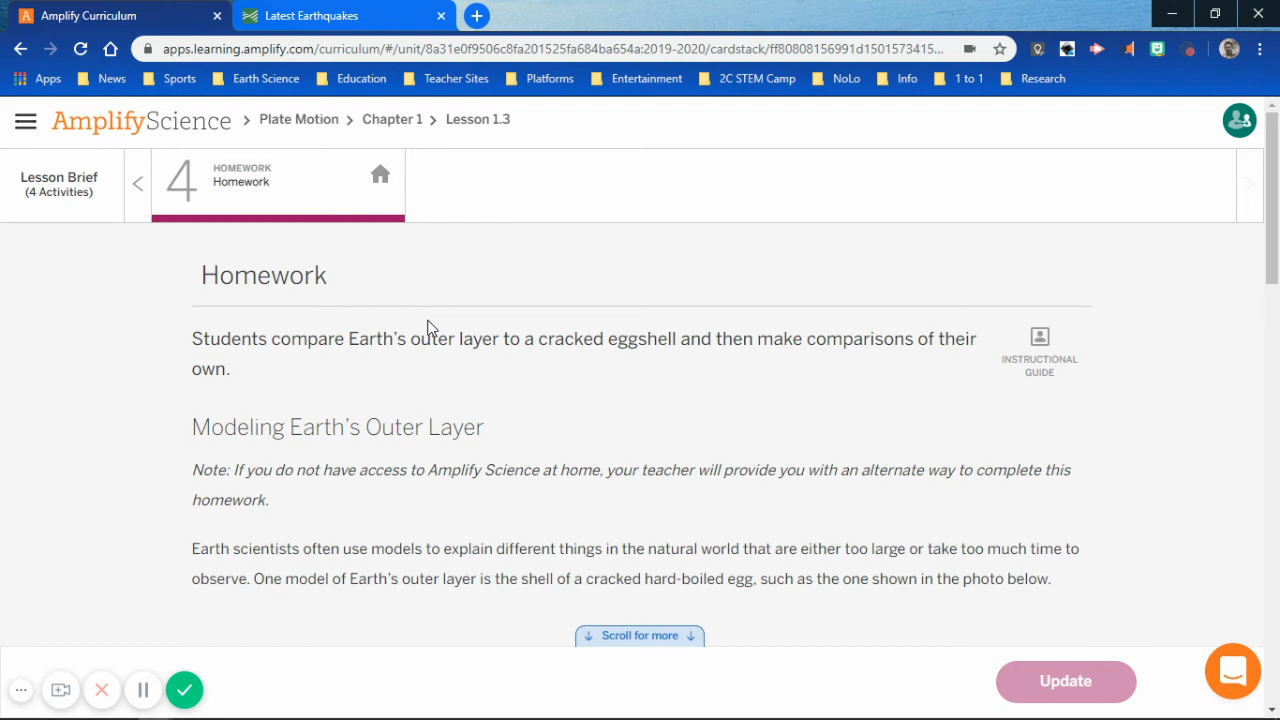 Amplify Curriculum
Latest Earthquakes
apps.learning.amplify.com/curriculum/#/unit/8a31e0f9506c8fa201525fa684ba654a:2019-2020/cardstack/ff80808156991d1501573415...
Apps
News
Sports
Earth Science
Education
Teacher Sites
Platforms
Entertainment
2C STEM Camp
NoLo
Info
1 to 1
Research
AmplifyScience > Plate Motion > Chapter 1 > Lesson 1.3
Lesson Brief
(4 Activities)
4
HOMEWORK
Homework
Homework
Students compare Earth's outer layer to a cracked eggshell and then make comparisons of their
own.
INSTRUCTIONAL
GUIDE
Modeling Earth's Outer Layer
Note: If you do not have access to Amplify Science at home, your teacher will provide you with an alternate way to complete this
homework.
Earth scientists often use models to explain different things in the natural world that are either too large or take too much time to
observe. One model of Earth's outer layer is the shell of a cracked hard-boiled egg, such as the one shown in the photo below.
Scroll for more
Update